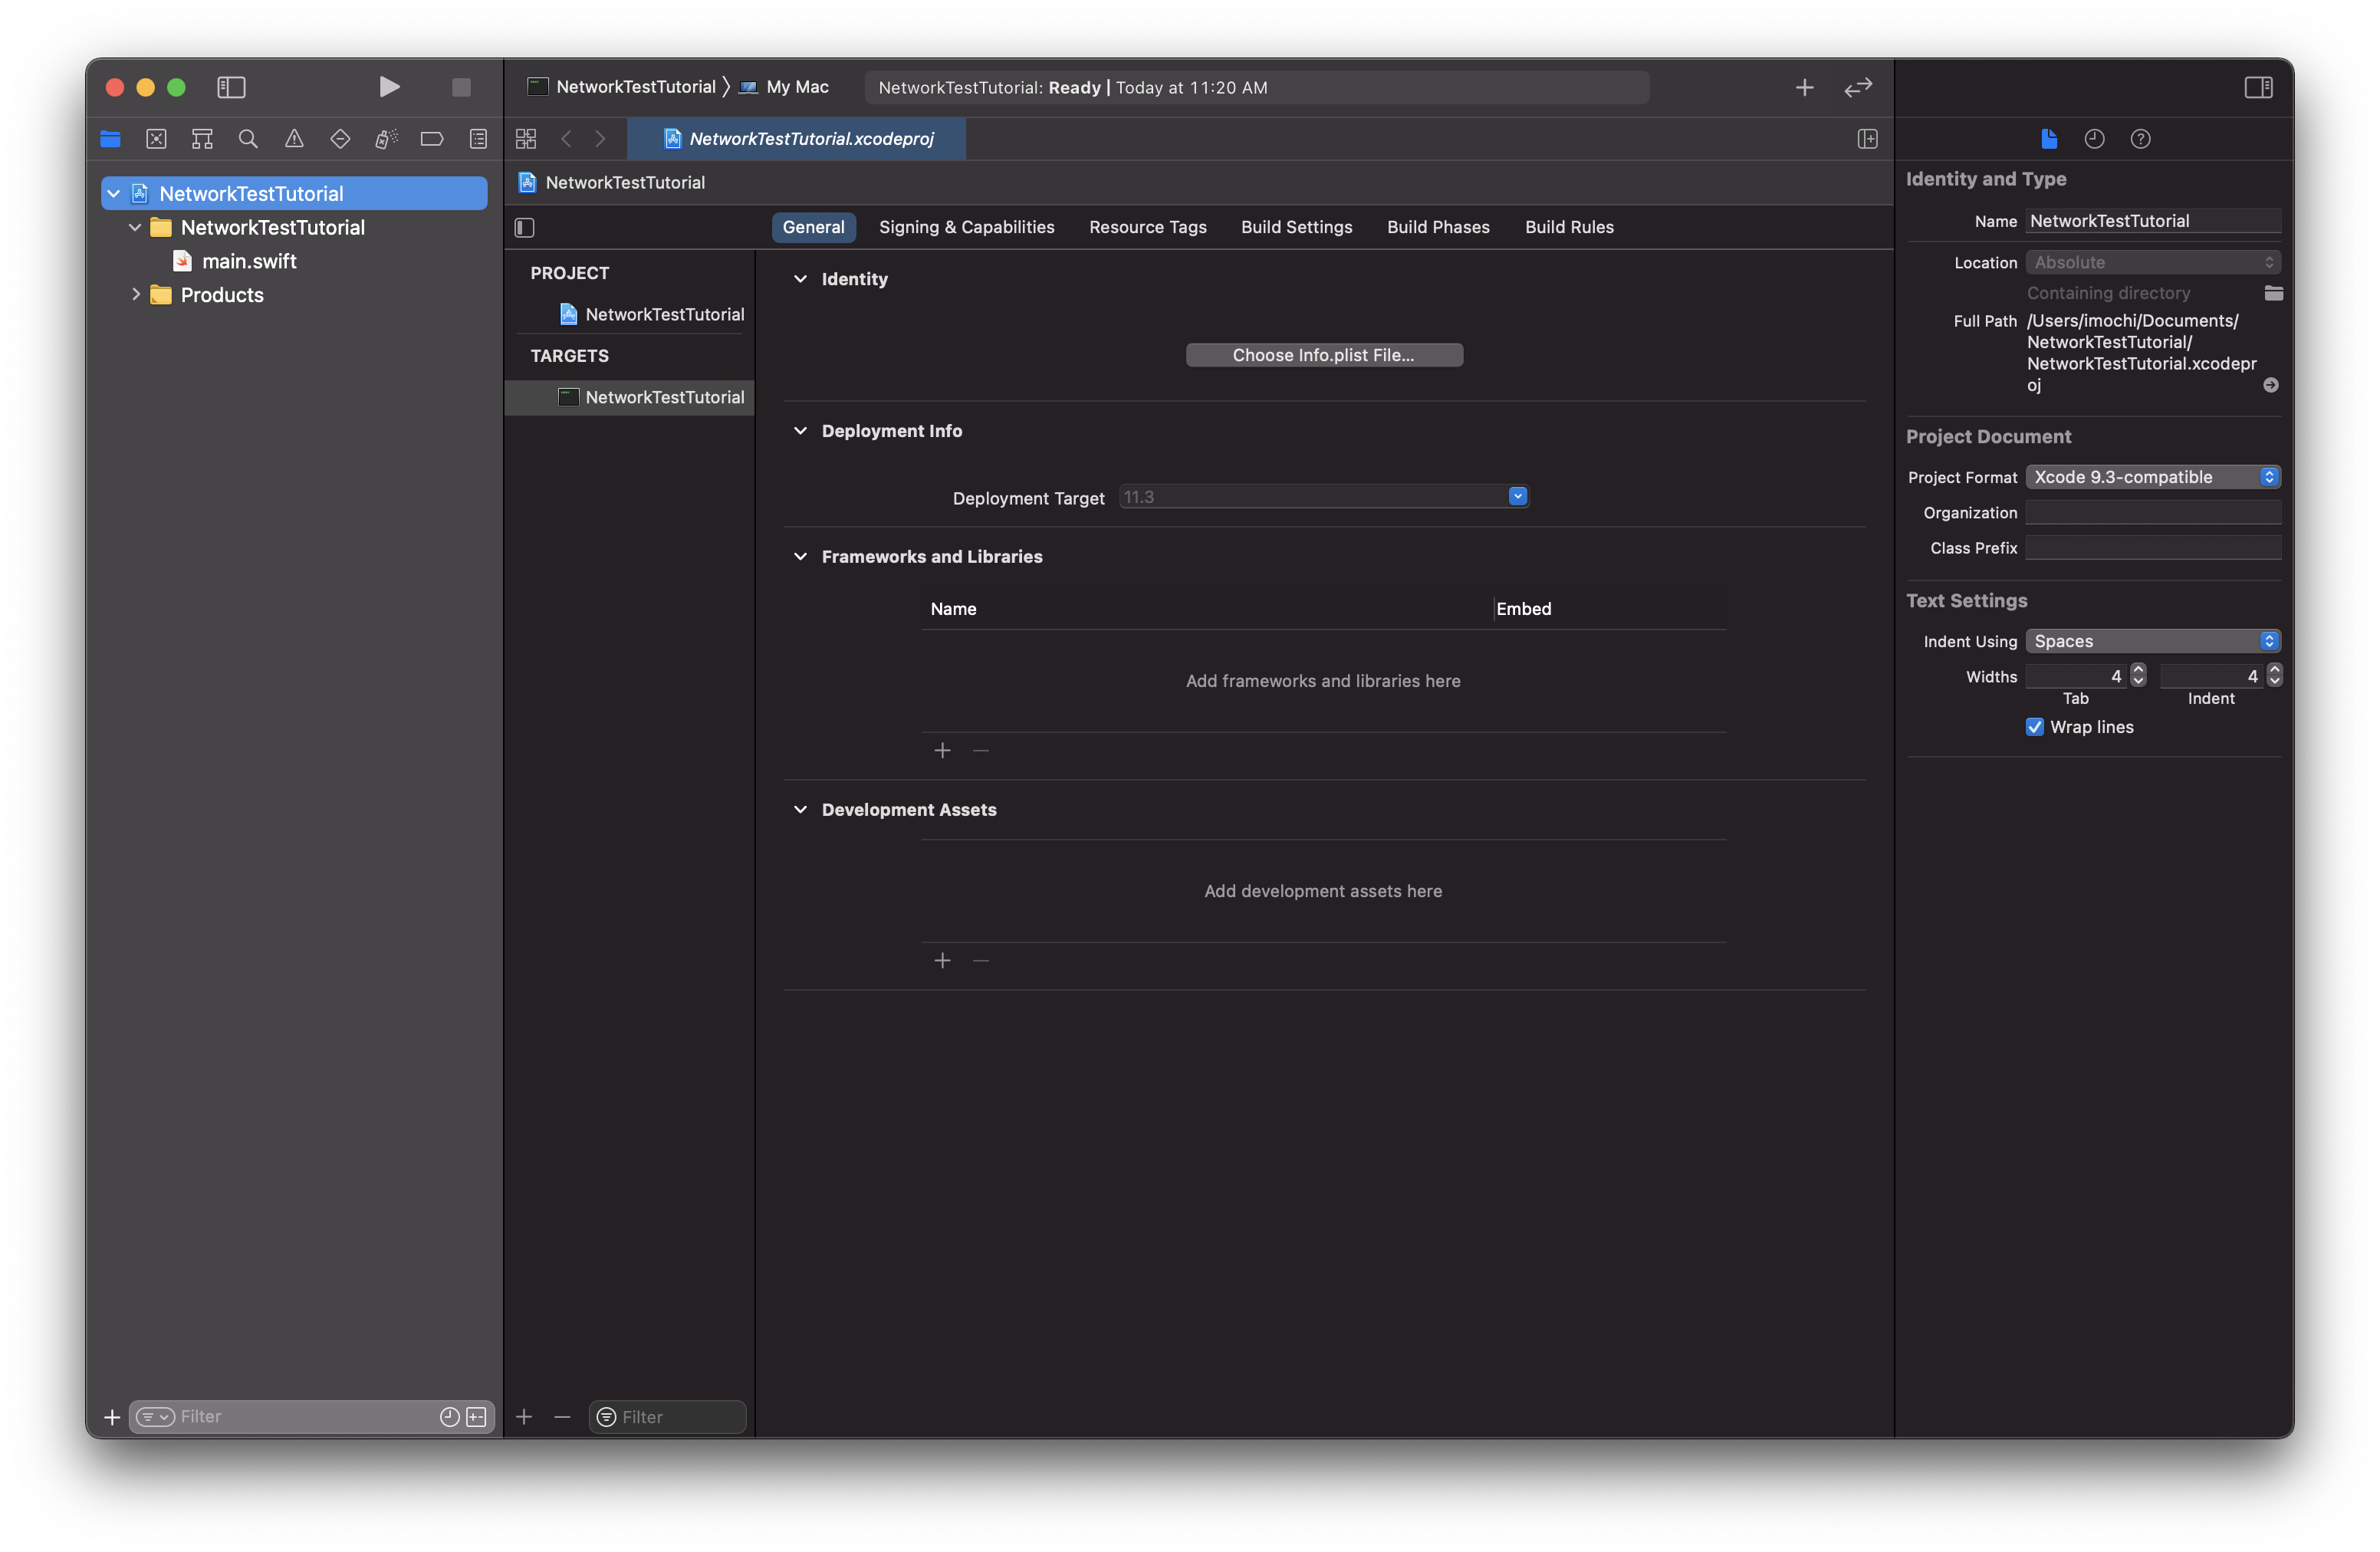 NetworkTestTutorial
My Mac
NetworkTestTutorial: Ready | Today at 11:20 AM
NetworkTestTutorial.xcodeproj
NetworkTestTutorial
NetworkTestTutorial
main.swift
Products
Filter
NetworkTestTutorial
General
Signing & Capabilities
Resource Tags
Build Settings
Build Phases
Build Rules
PROJECT
NetworkTestTutorial
TARGETS
NetworkTestTutorial
Filter
Identity
Choose Info.plist File...
Deployment Info
Deployment Target 11.3
Frameworks and Libraries
Name Embed
Add frameworks and libraries here
Development Assets
Add development assets here
Identity and Type
Name NetworkTestTutorial
Location Absolute
Containing directory
Full Path /Users/imochi/Documents/
NetworkTestTutorial/
NetworkTestTutorial.xcodepr
oj
Project Document
Project Format Xcode 9.3-compatible
Organization
Class Prefix
Text Settings
Indent Using Spaces
Widths 4 4
Tab Indent
Wrap lines